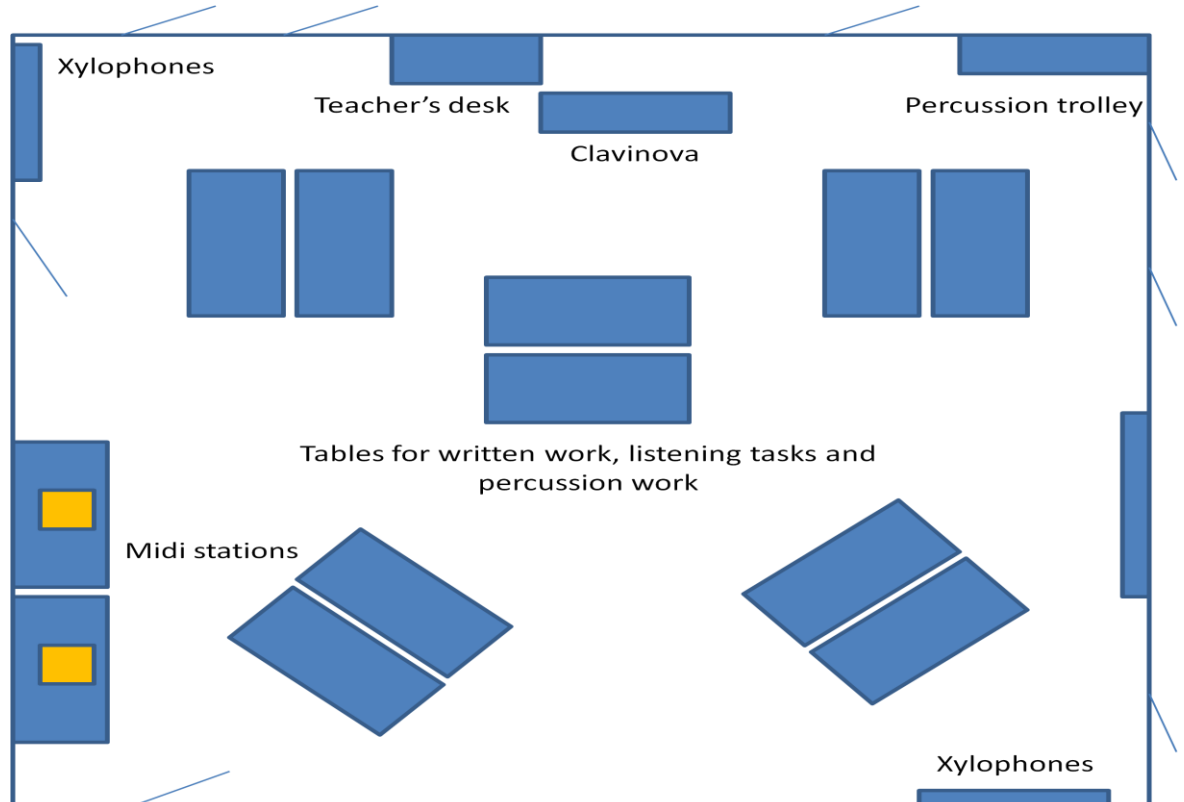 Xylophones
Teacher’s desk
Percussion trolley
Clavinova
Tables for written work, listening tasks and
percussion work
Midi stations
Xylophones